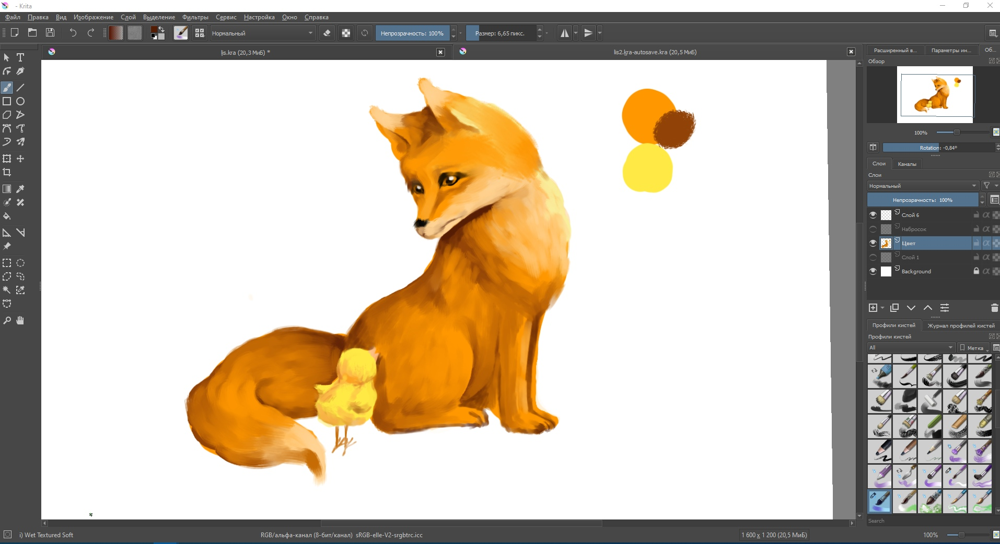 - Krita
Файл Правка Вид Изображение Слой Выделение Фильтры Сервис Настройка Окно Справка
Нормальный Непрозрачность: 100% Размер: 6,65 пикс.
lis.kra (20,3 МиБ) * lis2.kra-autosave.kra (20,5 МиБ)
Расширенный в... Параметры ин... Об...
Обзор
100%
Rotation: -0,84°
Слои Каналы
Слои
Нормальный
Непрозрачность: 100%
Слой 6
Набросок
Цвет
Слой 1
Background
Профили кистей Журнал профилей кистей
Профили кистей
All Метка
Search
i) Wet Textured Soft RGB/альфа-канал (8-бит/канал) sRGB-elle-V2-srgbtrc.icc 1 600 x 1 200 (20,5 МиБ) 100%